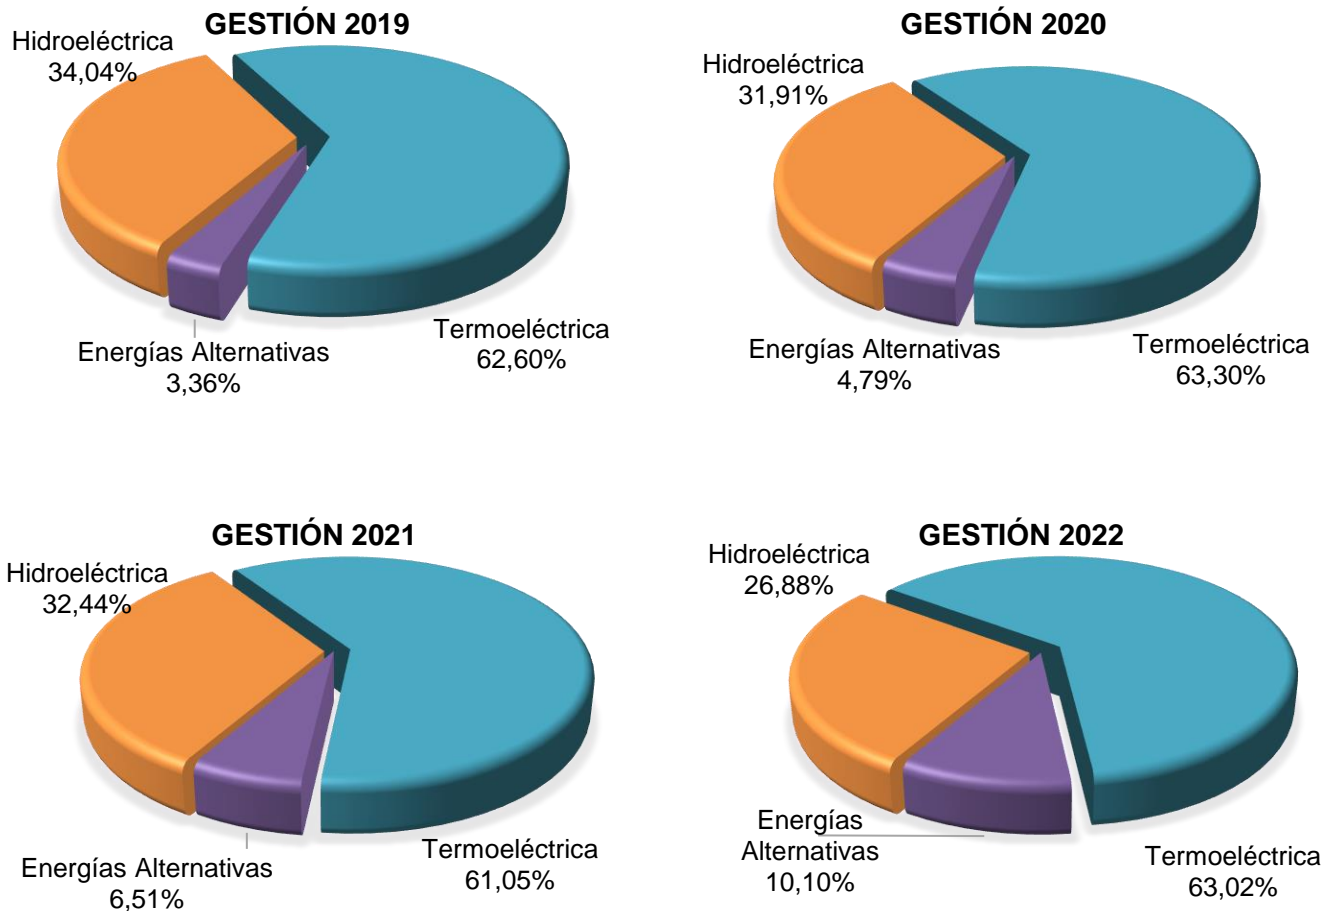 GESTIÓN 2019
Hidroeléctrica
34,04%
Energías Alternativas
3,36%
Termoeléctrica
62,60%
GESTIÓN 2020
Hidroeléctrica
31,91%
Energías Alternativas
4,79%
Termoeléctrica
63,30%
GESTIÓN 2021
Hidroeléctrica
32,44%
Energías Alternativas
6,51%
Termoeléctrica
61,05%
GESTIÓN 2022
Hidroeléctrica
26,88%
Energías
Alternativas
10,10%
Termoeléctrica
63,02%